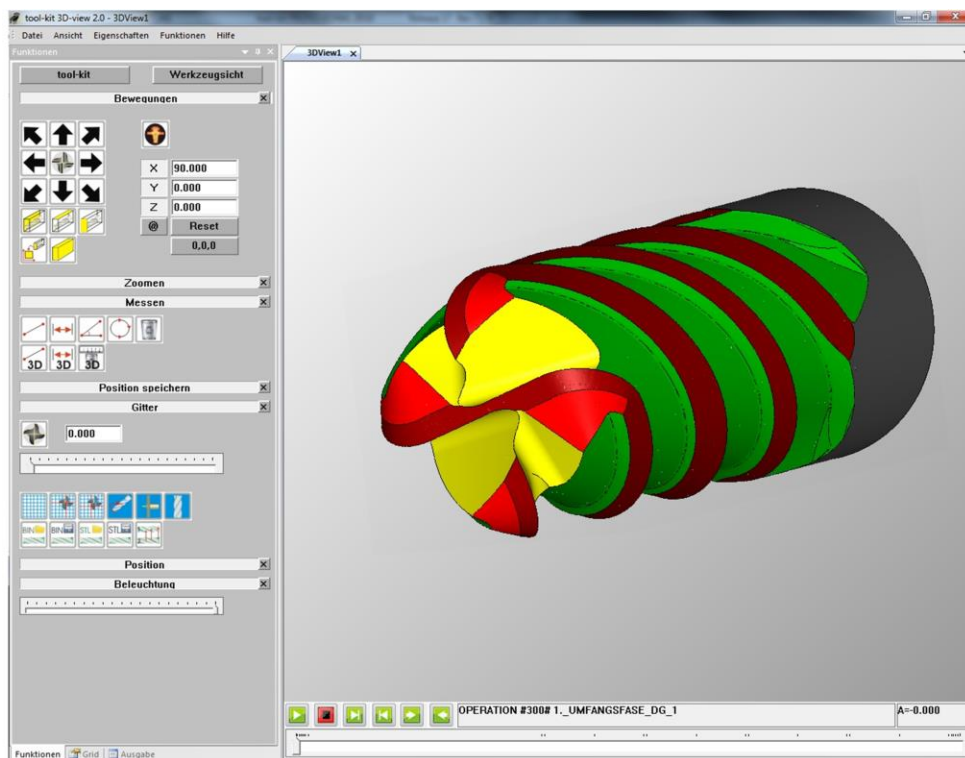 tool-kit 3D-view 2.0 - 3DView1
Datei Ansicht Eigenschaften Funktionen Hilfe
Funktionen
3DView1
tool-kit Werkzeugsicht
Bewegungen
X 90.000
Y 0.000
Z 0.000
@ Reset
0,0,0
Zoomen
Messen
3D 3D 3D
Position speichern
Gitter
0.000
BIN BIN STL STL
Position
Beleuchtung
OPERATION #300# 1._UMFANGSFASE_DG_1 A=-0.000
Funktionen Grid Ausgabe